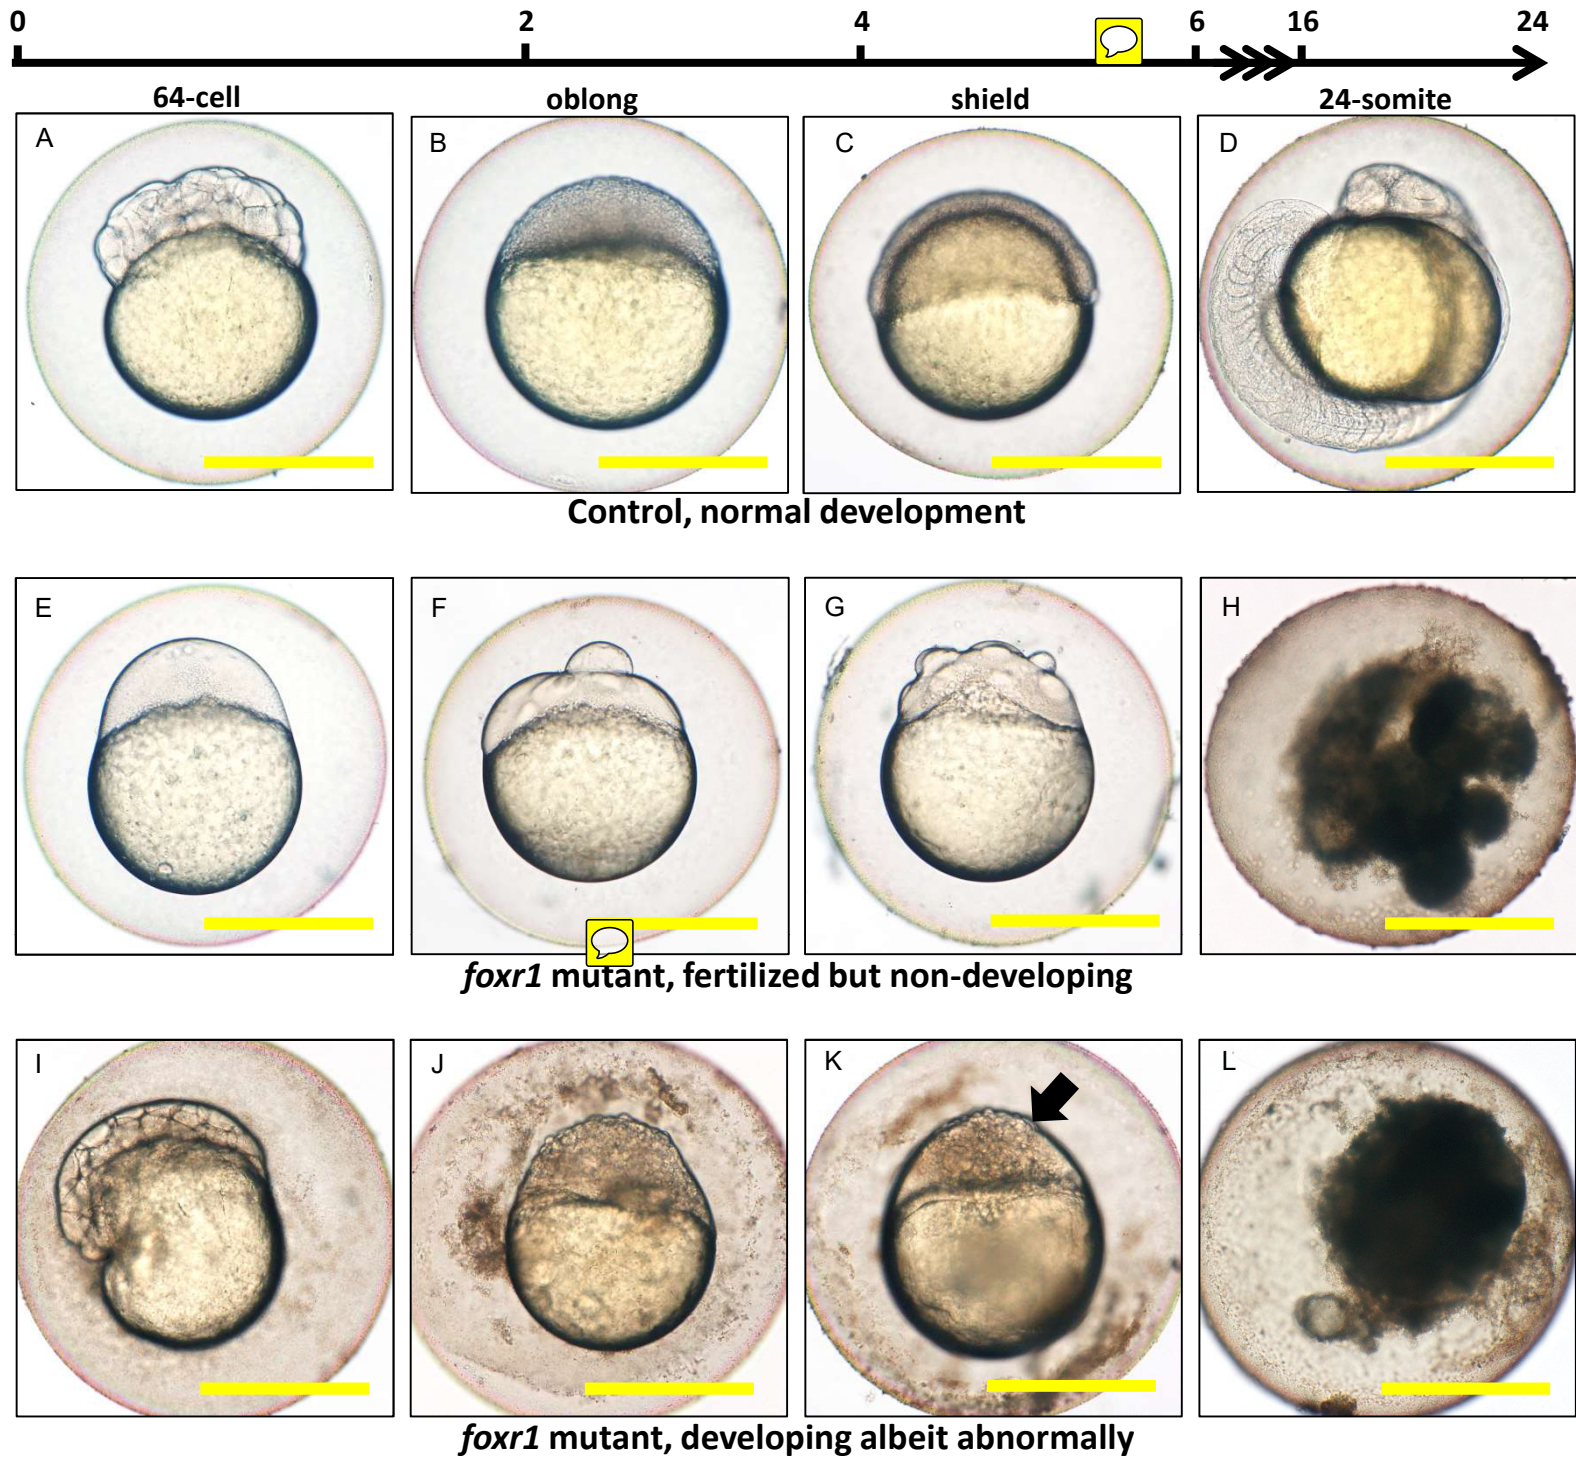 0 2 4 6 16 24
64-cell oblong shield 24-somite
A B C D
Control, normal development
E F G H
foxr1 mutant, fertilized but non-developing
I J K L
foxr1 mutant, developing albeit abnormally